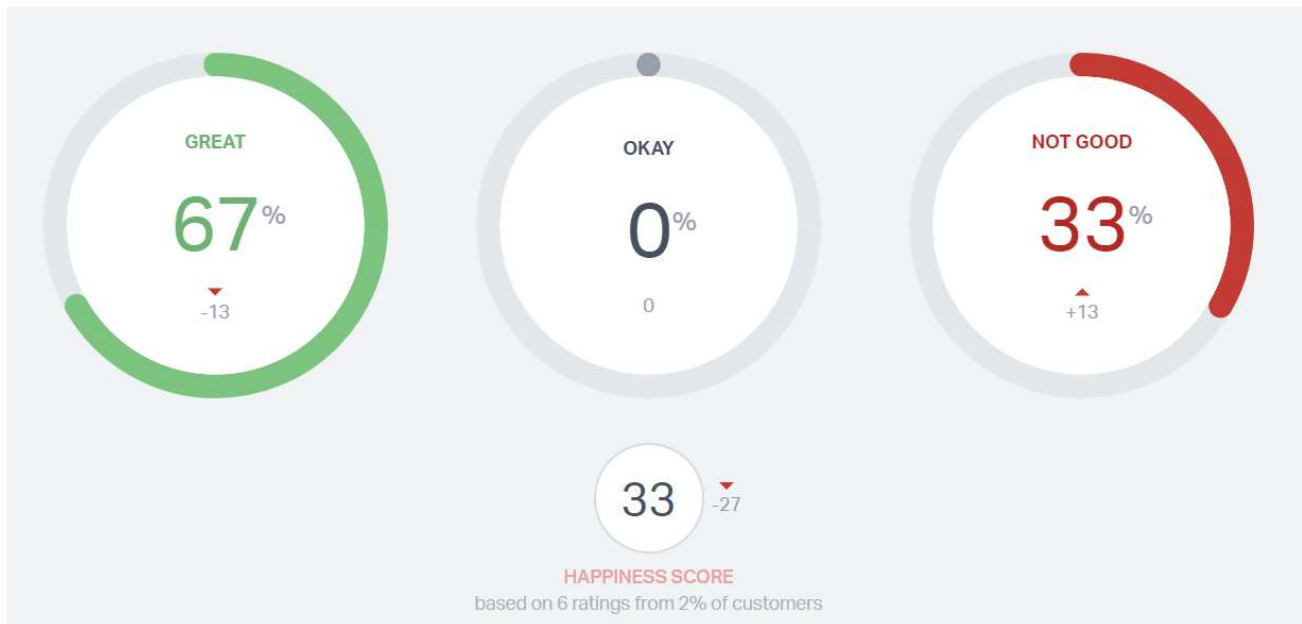 GREAT
67%
-13
OKAY
0%
0
NOT GOOD
33%
+13
33
-27
HAPPINESS SCORE
based on 6 ratings from 2% of customers